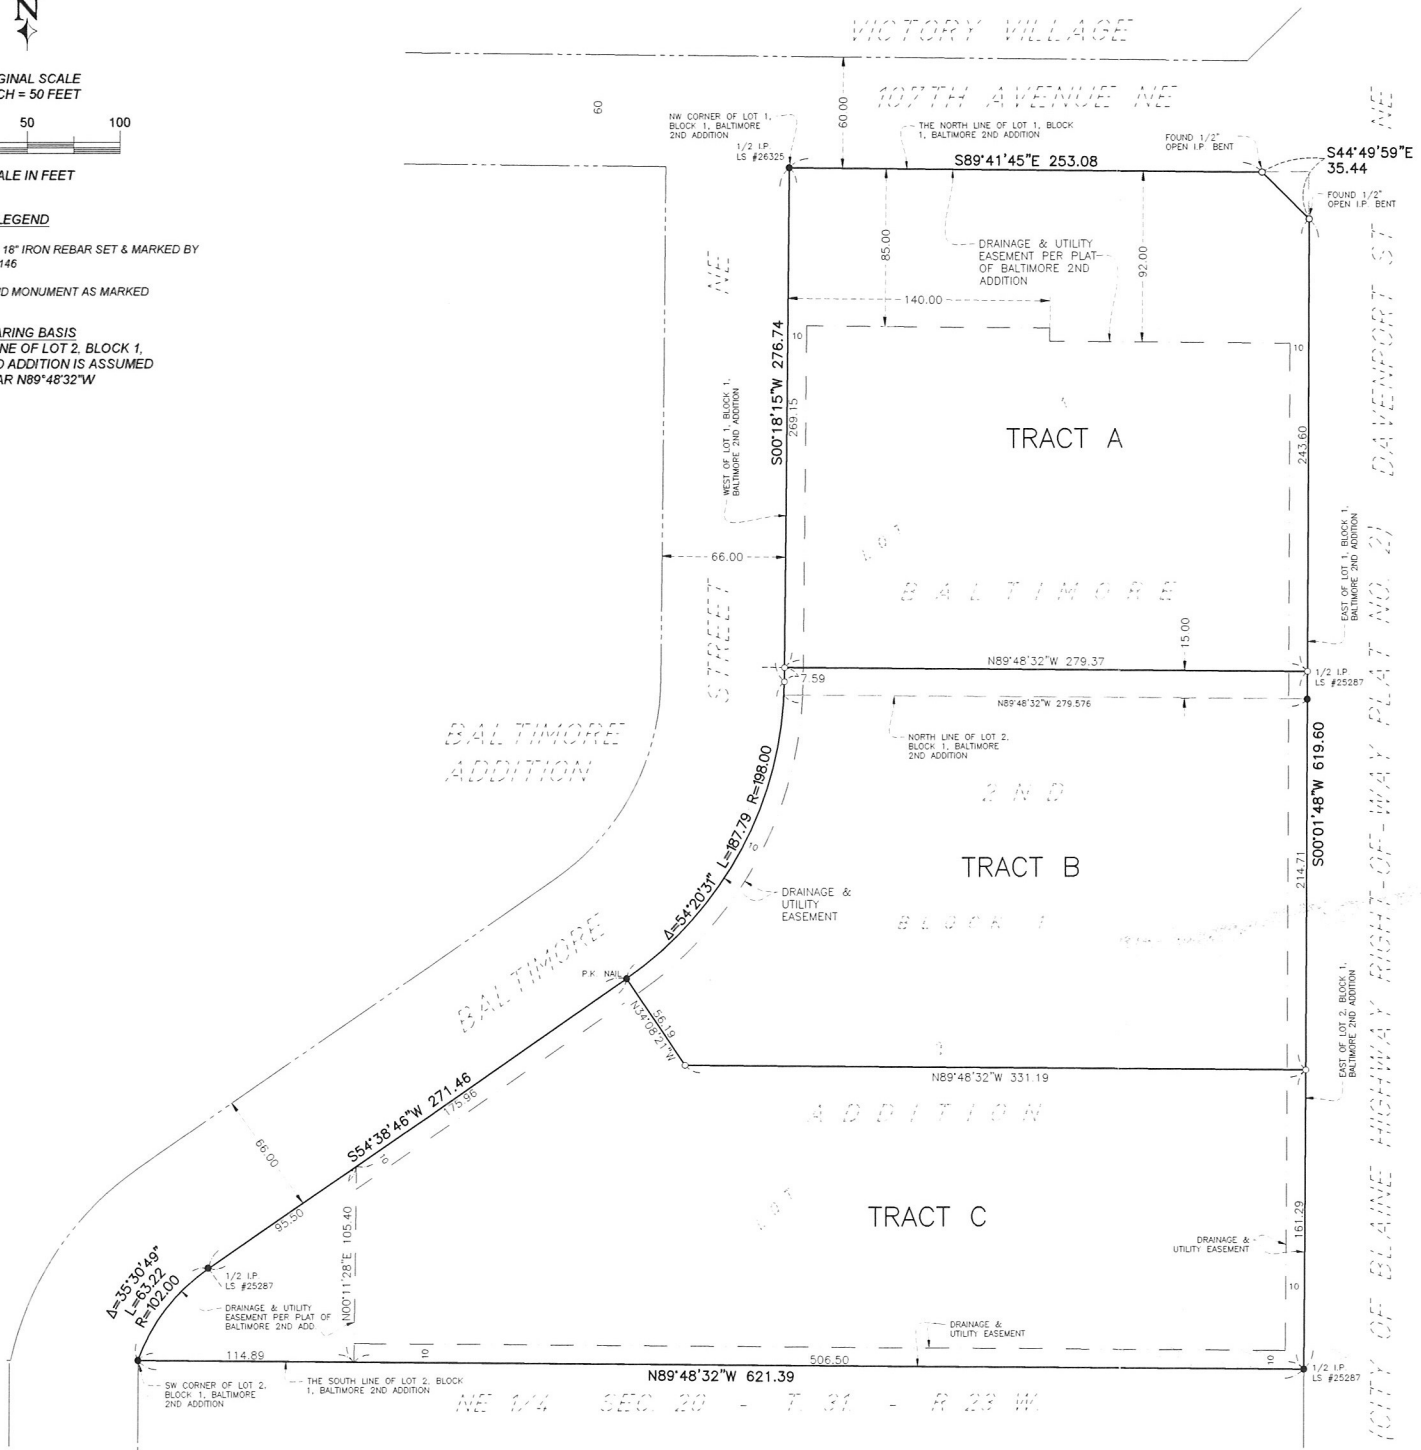 N
GINAL SCALE
CH = 50 FEET
50 100
ALE IN FEET
LEGEND
18" IRON REBAR SET & MARKED BY
146
D MONUMENT AS MARKED
ARING BASIS
NE OF LOT 2, BLOCK 1,
D ADDITION IS ASSUMED
AR N89°48'32"W
VICTORY VILLAGE
107TH AVENUE NE
60
60.00
NW CORNER OF LOT 1,
BLOCK 1, BALTIMORE
2ND ADDITION
1/2 I.P.
LS #26325
THE NORTH LINE OF LOT 1, BLOCK
1, BALTIMORE 2ND ADDITION
S89°41'45"E 253.08
FOUND 1/2"
OPEN I.P. BENT
S44°49'59"E
35.44
FOUND 1/2"
OPEN I.P. BENT
85.00
DRAINAGE & UTILITY
EASEMENT PER PLAT
OF BALTIMORE 2ND
ADDITION
92.00
140.00
10
10
S00°18'15"W 276.74
269.15
WEST OF LOT 1, BLOCK 1,
BALTIMORE 2ND ADDITION
TRACT A
243.60
66.00
LOT
BALTIMORE
EAST OF LOT 1, BLOCK 1,
BALTIMORE 2ND ADDITION
15.00
N89°48'32"W 279.37
1/2 I.P.
LS #25287
7.59
N89°48'32"W 279.576
NORTH LINE OF LOT 2,
BLOCK 1, BALTIMORE
2ND ADDITION
S00°01'48"W 619.60
BALTIMORE
ADDITION
BALTIMORE STREET NE
2ND
TRACT B
214.71
Δ=54°20'31" L=187.79 R=198.00
10
DRAINAGE &
UTILITY
EASEMENT
BLOCK 1
P.K. NAIL
56.19
N34°08'21"W
N89°48'32"W 331.19
EAST OF LOT 2, BLOCK 1,
BALTIMORE 2ND ADDITION
ADDITION
S54°38'46"W 271.46
175.96
10
66.00
95.50
LOT
TRACT C
161.29
DRAINAGE &
UTILITY EASEMENT
10
Δ=35°30'49"
L=63.22
R=102.00
1/2 I.P.
LS #25287
DRAINAGE & UTILITY
EASEMENT PER PLAT OF
BALTIMORE 2ND ADD.
N00°11'28"E 105.40
DRAINAGE &
UTILITY EASEMENT
114.89
10
506.50
10
N89°48'32"W 621.39
1/2 I.P.
LS #25287
SW CORNER OF LOT 2,
BLOCK 1, BALTIMORE
2ND ADDITION
THE SOUTH LINE OF LOT 2, BLOCK
1, BALTIMORE 2ND ADDITION
NE 1/4 SEC. 20 - T. 31 - R 23 W.
DAVENPORT ST NE
(CITY OF BLAINE HIGHWAY RIGHT-OF-WAY PLAT NO. 2)